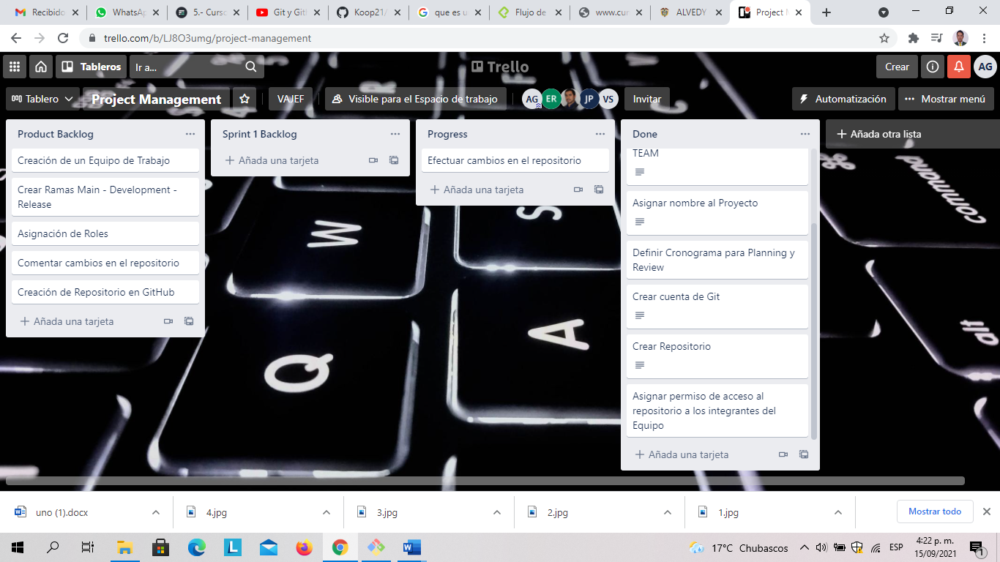 Recibido
WhatsAp
5.- Curso
Git y Gitl
Koop21/
que es u
Flujo de
www.cur
ALVEDY
Project M
trello.com/b/LJ8O3umg/project-management
Tableros
Ir a...
Trello
Crear
AG
Tablero
Project Management
VAJEF
Visible para el Espacio de trabajo
AG
ER
JP
VS
Invitar
Automatización
Mostrar menú
Product Backlog
Creación de un Equipo de Trabajo
Crear Ramas Main - Development -
Release
Asignación de Roles
Comentar cambios en el repositorio
Creación de Repositorio en GitHub
Añada una tarjeta
Sprint 1 Backlog
Añada una tarjeta
Progress
Efectuar cambios en el repositorio
Añada una tarjeta
Done
TEAM
Asignar nombre al Proyecto
Definir Cronograma para Planning y
Review
Crear cuenta de Git
Crear Repositorio
Asignar permiso de acceso al
repositorio a los integrantes del
Equipo
Añada una tarjeta
Añada otra lista
W
S
Q
A
command
alt
uno (1).docx
4.jpg
3.jpg
2.jpg
1.jpg
Mostrar todo
17°C Chubascos
ESP
4:22 p. m.
15/09/2021
1